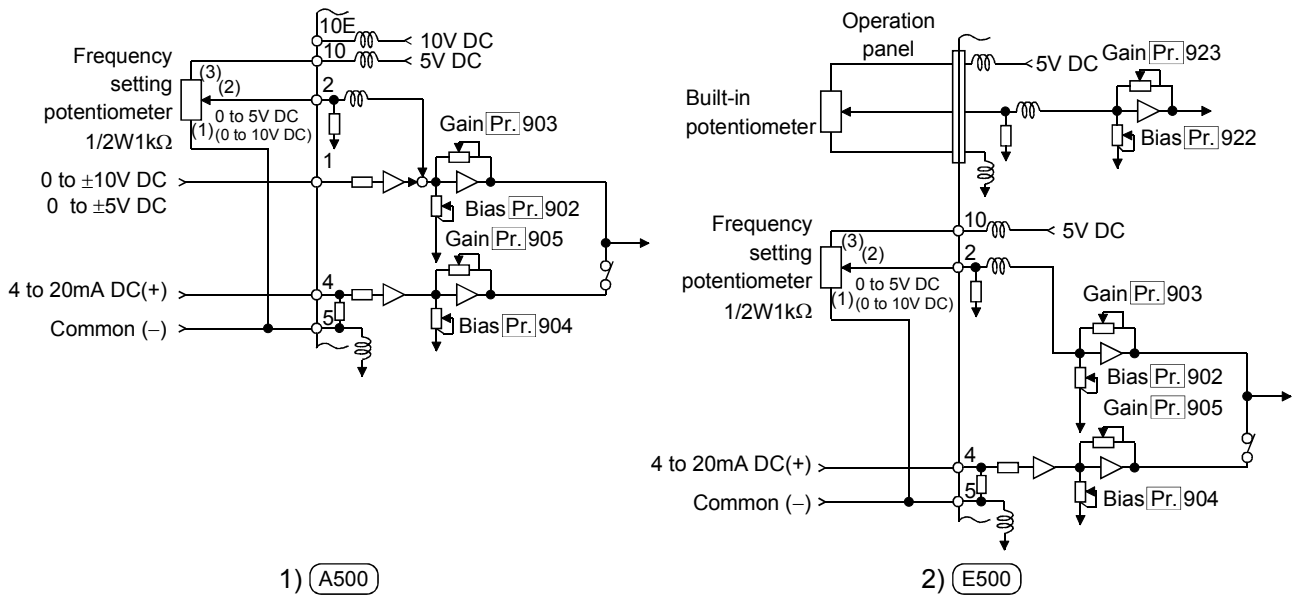 10E
10V DC
10
5V DC
Frequency
setting
potentiometer
1/2W1kΩ
(3)
(2)
(1)
2
0 to 5V DC
(0 to 10V DC)
Gain Pr. 903
1
0 to ±10V DC
0 to ±5V DC
Bias Pr. 902
Gain Pr. 905
4 to 20mA DC(+)
4
Common (−)
5
Bias Pr. 904
1) A500
Operation
panel
Gain Pr. 923
5V DC
Built-in
potentiometer
Bias Pr. 922
Frequency
setting
potentiometer
1/2W1kΩ
10
5V DC
(3)
(2)
(1)
2
0 to 5V DC
(0 to 10V DC)
Gain Pr. 903
Bias Pr. 902
Gain Pr. 905
4 to 20mA DC(+)
4
Common (−)
5
Bias Pr. 904
2) E500